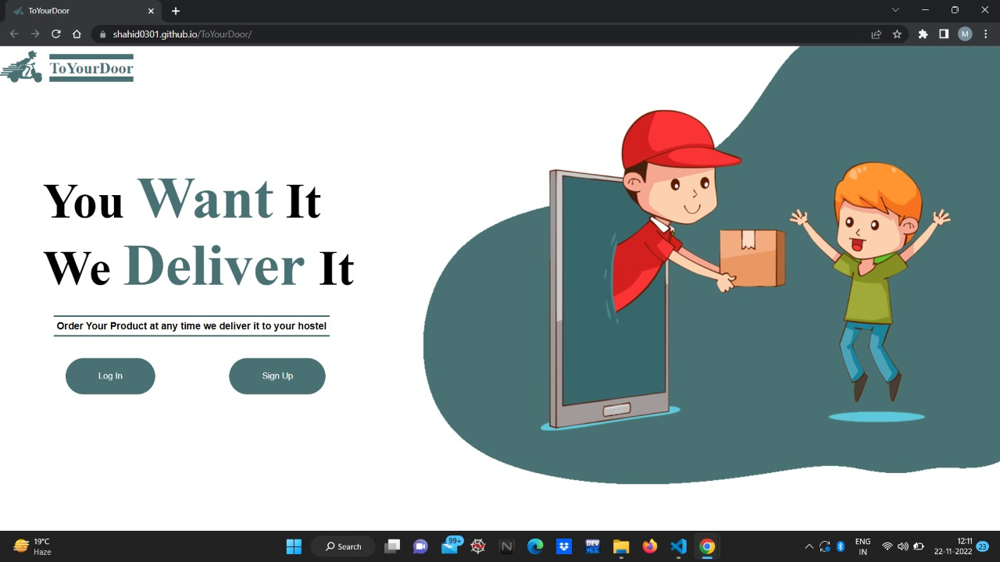 ToYourDoor
shahid0301.github.io/ToYourDoor/
M
ToYourDoor
You Want It
We Deliver It
Order Your Product at any time we deliver it to your hostel
Log In
Sign Up
19°C
Haze
Search
99+
N
DEV
ENG
IN
12:11
22-11-2022
23